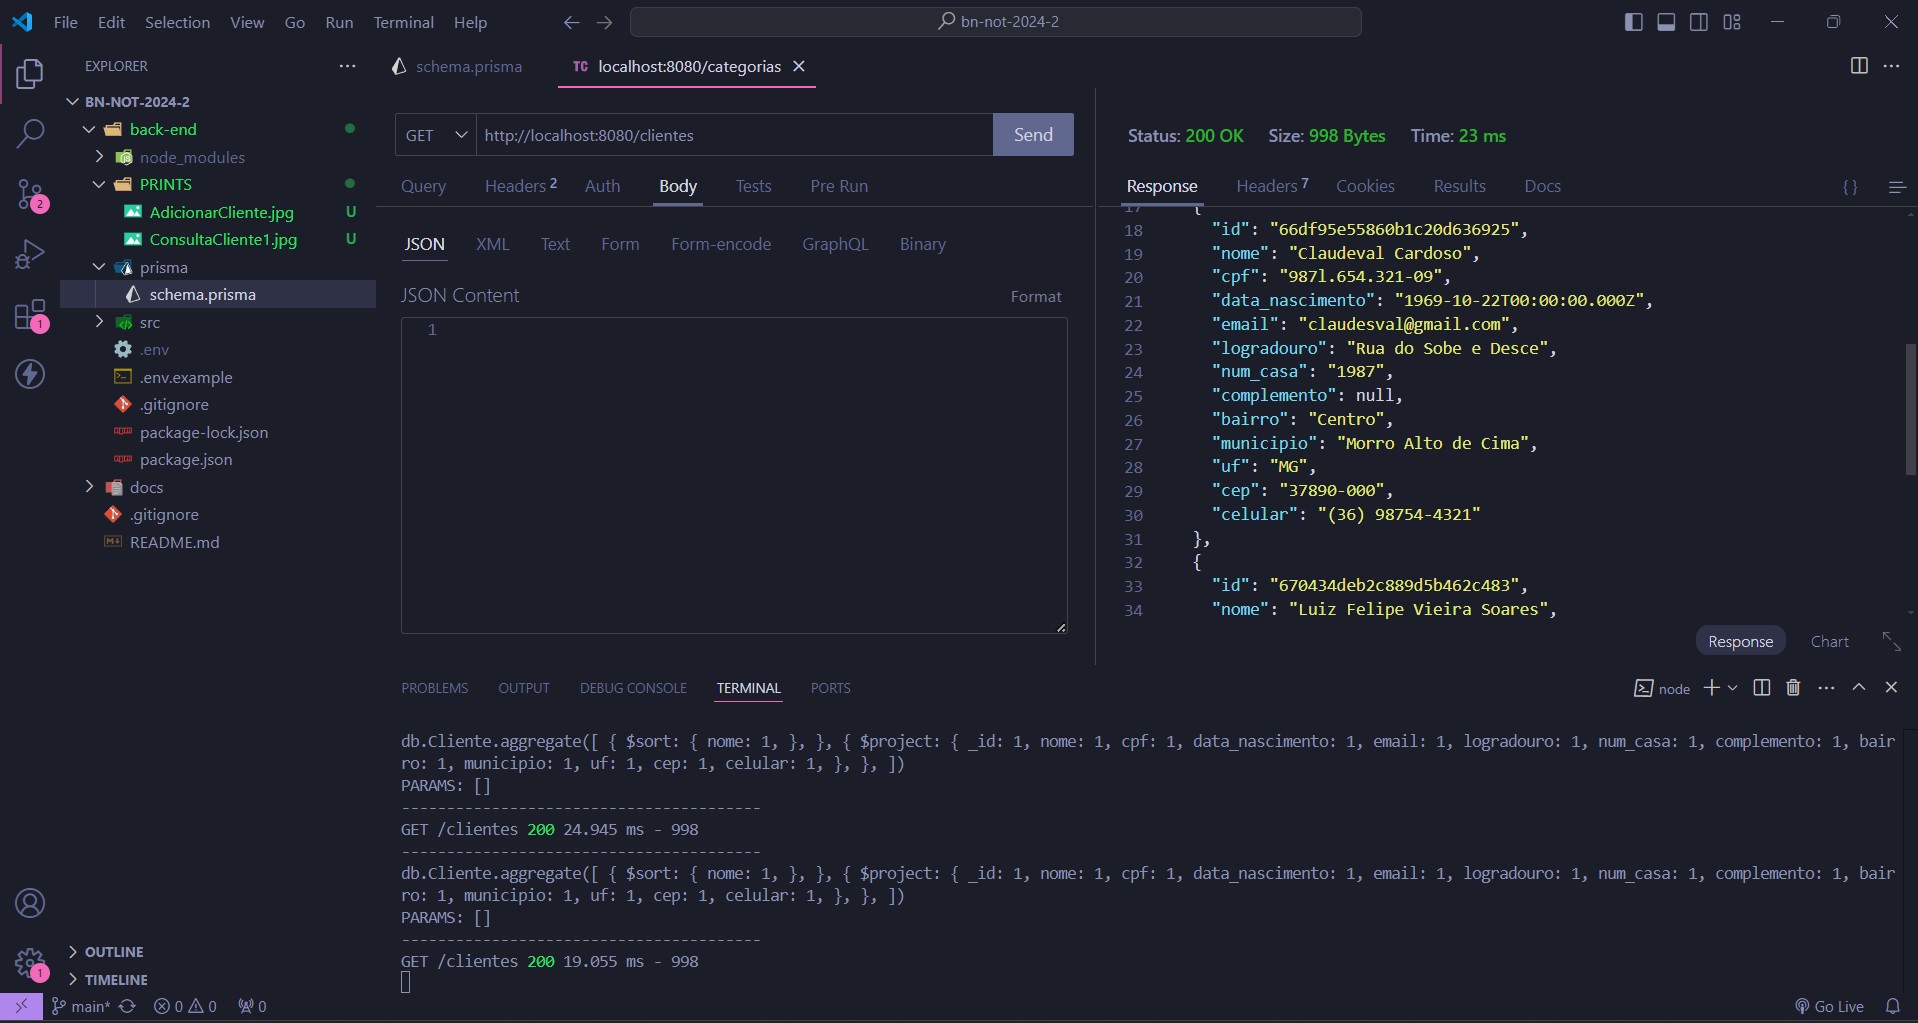 File Edit Selection View Go Run Terminal Help
bn-not-2024-2
EXPLORER
BN-NOT-2024-2
back-end
node_modules
PRINTS
AdicionarCliente.jpg U
ConsultaCliente1.jpg U
prisma
schema.prisma
src
.env
.env.example
.gitignore
package-lock.json
package.json
docs
.gitignore
README.md
OUTLINE
TIMELINE
2
1
1
schema.prisma
TC localhost:8080/categorias
GET http://localhost:8080/clientes Send
Query Headers 2 Auth Body Tests Pre Run
JSON XML Text Form Form-encode GraphQL Binary
JSON Content Format
1
Status: 200 OK Size: 998 Bytes Time: 23 ms
Response Headers 7 Cookies Results Docs { }
17 {
18 "id": "66df95e55860b1c20d636925",
19 "nome": "Claudeval Cardoso",
20 "cpf": "987l.654.321-09",
21 "data_nascimento": "1969-10-22T00:00:00.000Z",
22 "email": "claudesval@gmail.com",
23 "logradouro": "Rua do Sobe e Desce",
24 "num_casa": "1987",
25 "complemento": null,
26 "bairro": "Centro",
27 "municipio": "Morro Alto de Cima",
28 "uf": "MG",
29 "cep": "37890-000",
30 "celular": "(36) 98754-4321"
31 },
32 {
33 "id": "670434deb2c889d5b462c483",
34 "nome": "Luiz Felipe Vieira Soares",
Response Chart
PROBLEMS OUTPUT DEBUG CONSOLE TERMINAL PORTS
node
db.Cliente.aggregate([ { $sort: { nome: 1, }, }, { $project: { _id: 1, nome: 1, cpf: 1, data_nascimento: 1, email: 1, logradouro: 1, num_casa: 1, complemento: 1, bair
ro: 1, municipio: 1, uf: 1, cep: 1, celular: 1, }, }, ])
PARAMS: []
----------------------------------------
GET /clientes 200 24.945 ms - 998
----------------------------------------
db.Cliente.aggregate([ { $sort: { nome: 1, }, }, { $project: { _id: 1, nome: 1, cpf: 1, data_nascimento: 1, email: 1, logradouro: 1, num_casa: 1, complemento: 1, bair
ro: 1, municipio: 1, uf: 1, cep: 1, celular: 1, }, }, ])
PARAMS: []
----------------------------------------
GET /clientes 200 19.055 ms - 998
main* 0 0 0 Go Live